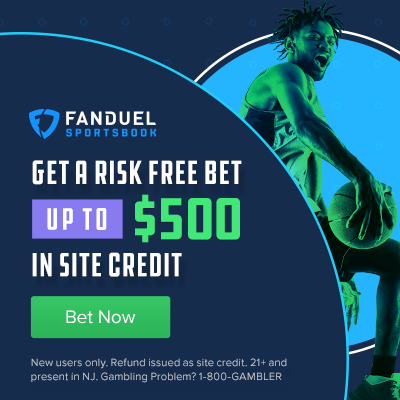 FANDUEL
SPORTSBOOK
GET A RISK FREE BET
UP TO $500
IN SITE CREDIT
Bet Now
New users only. Refund issued as site credit. 21+ and
present in NJ. Gambling Problem? 1-800-GAMBLER